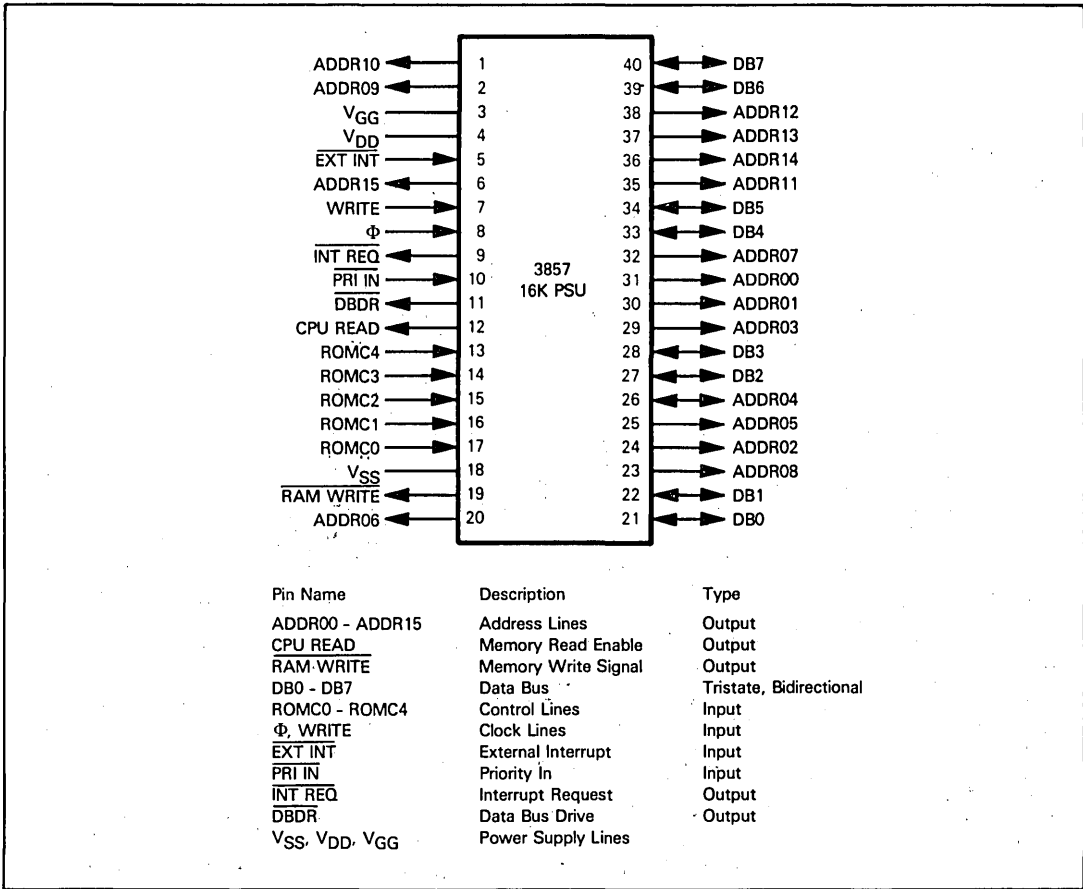 ADDR10 1 40 DB7
ADDR09 2 39 DB6
VGG 3 38 ADDR12
VDD 4 37 ADDR13
EXT INT 5 36 ADDR14
ADDR15 6 35 ADDR11
WRITE 7 34 DB5
Φ 8 33 DB4
INT REQ 9 32 ADDR07
PRI IN 10 31 ADDR00
3857
16K PSU
DBDR 11 30 ADDR01
CPU READ 12 29 ADDR03
ROMC4 13 28 DB3
ROMC3 14 27 DB2
ROMC2 15 26 ADDR04
ROMC1 16 25 ADDR05
ROMC0 17 24 ADDR02
VSS 18 23 ADDR08
RAM WRITE 19 22 DB1
ADDR06 20 21 DB0
Pin Name Description Type
ADDR00 - ADDR15 Address Lines Output
CPU READ Memory Read Enable Output
RAM WRITE Memory Write Signal Output
DB0 - DB7 Data Bus Tristate, Bidirectional
ROMC0 - ROMC4 Control Lines Input
Φ, WRITE Clock Lines Input
EXT INT External Interrupt Input
PRI IN Priority In Input
INT REQ Interrupt Request Output
DBDR Data Bus Drive Output
VSS, VDD, VGG Power Supply Lines